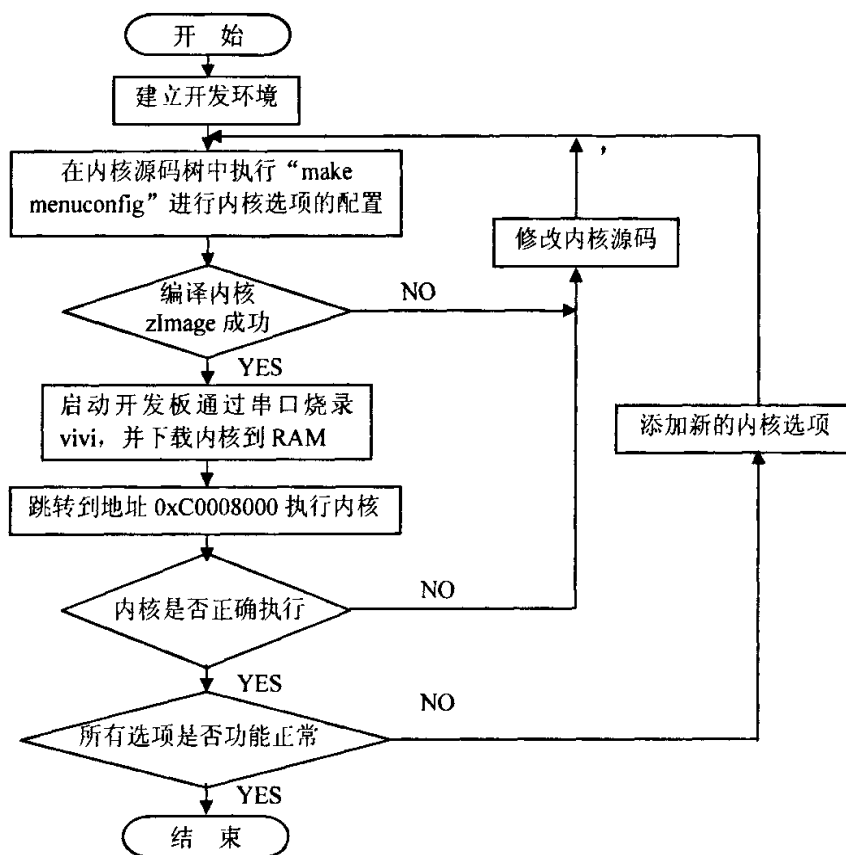 开 始
建立开发环境
在内核源码树中执行“make
menuconfig”进行内核选项的配置
修改内核源码
编译内核
zImage 成功
NO
YES
启动开发板通过串口烧录
vivi，并下载内核到 RAM
添加新的内核选项
跳转到地址 0xC0008000 执行内核
内核是否正确执行
NO
YES
所有选项是否功能正常
NO
YES
结 束